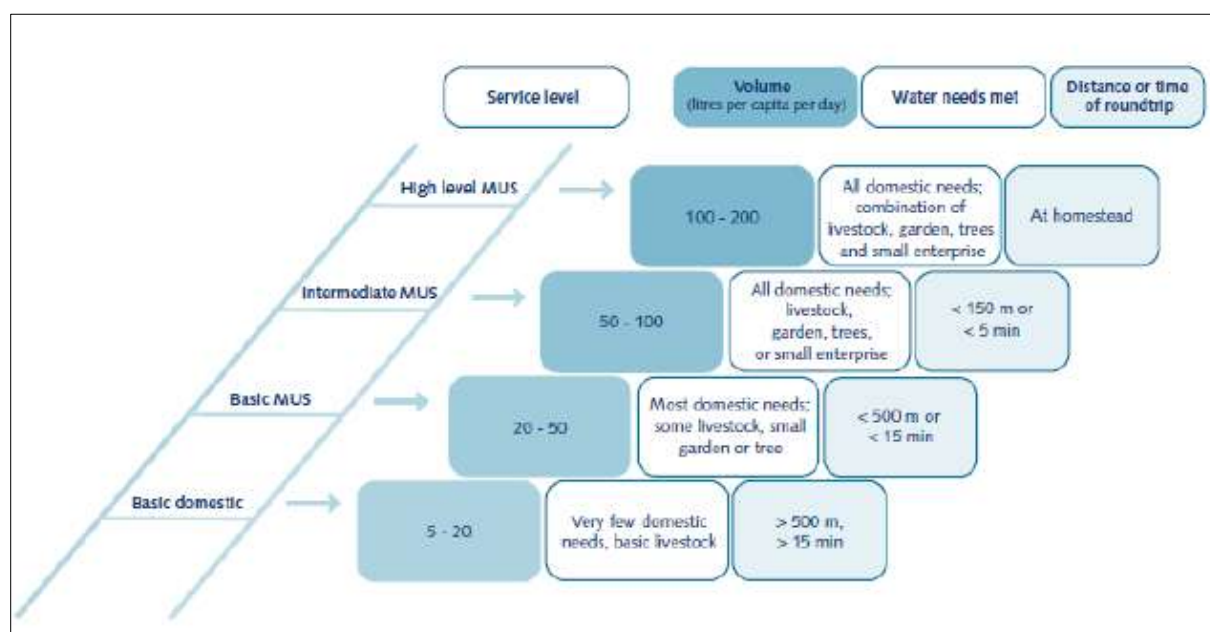 Service level
Volume
(litres per capita per day)
Water needs met
Distance or time
of roundtrip
High level MUS
100 - 200
All domestic needs;
combination of
livestock, garden, trees
and small enterprise
At homestead
Intermediate MUS
50 - 100
All domestic needs;
livestock,
garden, trees,
or small enterprise
< 150 m or
< 5 min
Basic MUS
20 - 50
Most domestic needs;
some livestock, small
garden or tree
< 500 m or
< 15 min
Basic domestic
5 - 20
Very few domestic
needs, basic livestock
> 500 m,
> 15 min